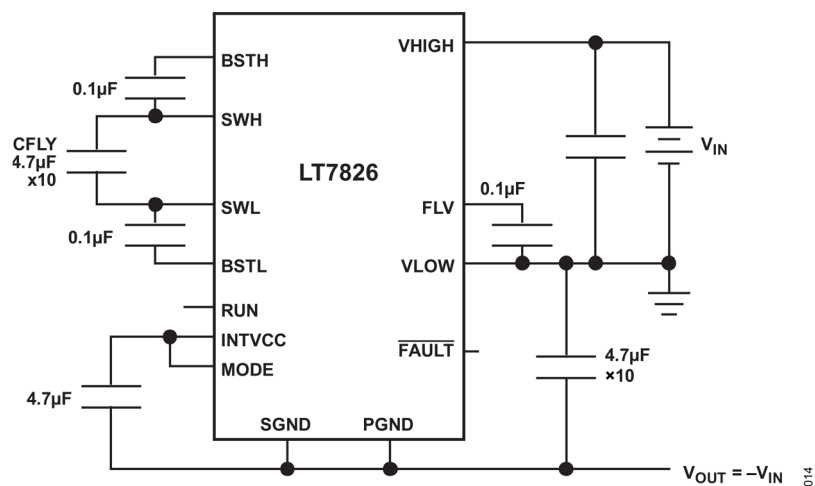 BSTH
VHIGH
0.1µF
SWH
CFLY
4.7µF
x10
LT7826
VIN
0.1µF
SWL
FLV
0.1µF
BSTL
VLOW
RUN
INTVCC
FAULT
4.7µF
×10
MODE
4.7µF
SGND
PGND
VOUT = –VIN
014